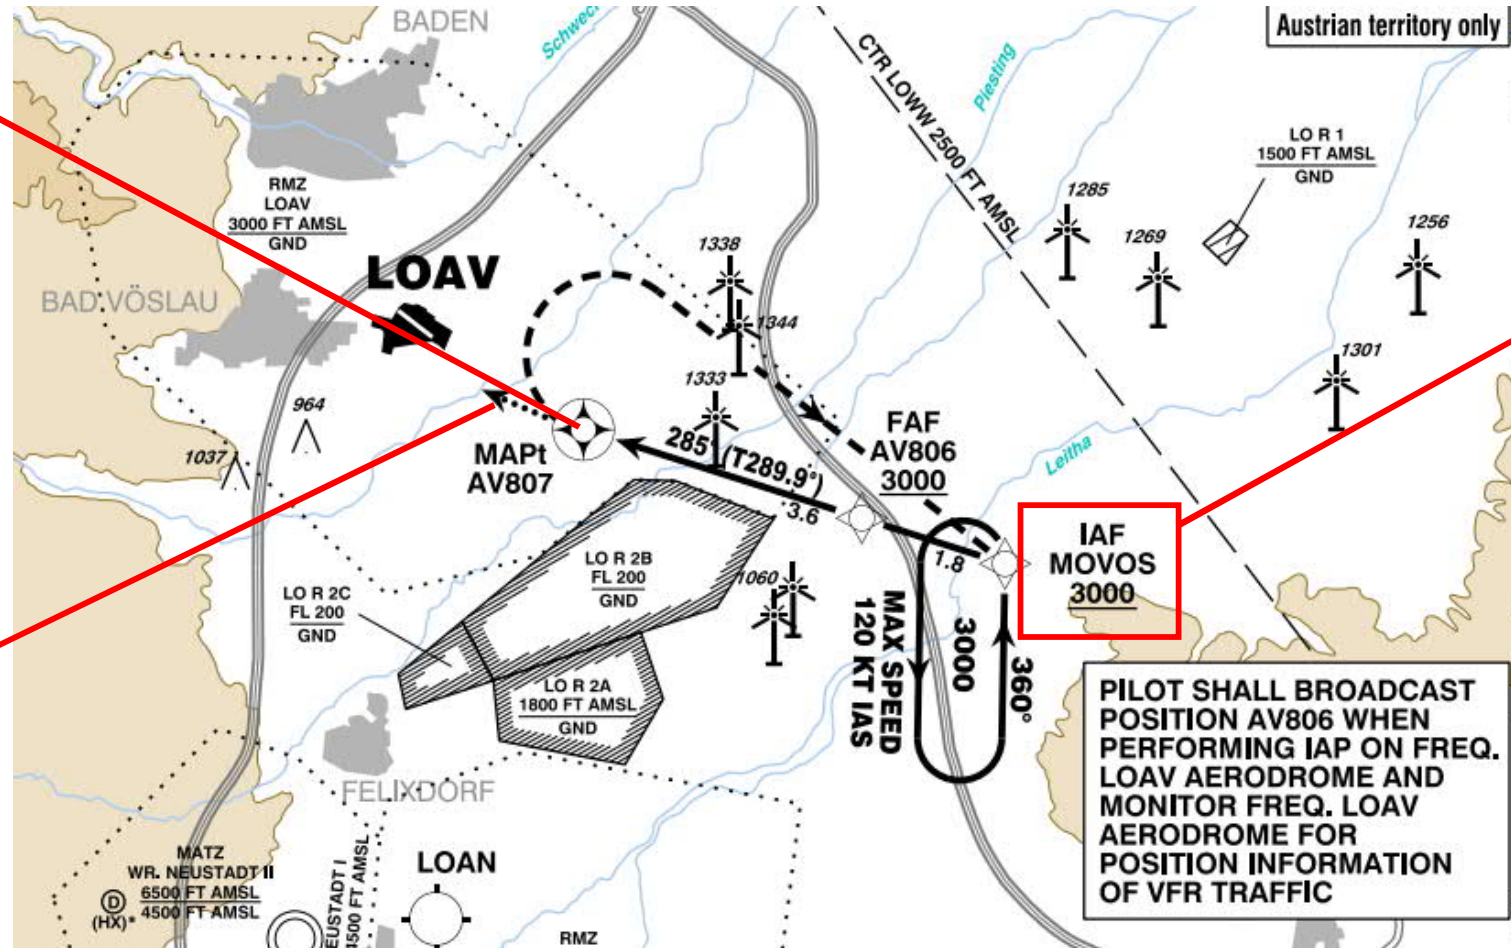 BADEN
Schwech
Austrian territory only
Piesting
CTR LOWW 2500 FT AMSL
LO R 1
1500 FT AMSL
GND
RMZ
LOAV
3000 FT AMSL
GND
1285
1269
1256
1338
LOAV
BAD VÖSLAU
1344
1301
1333
964
1037
FAF
AV806
3000
Leitha
MAPt
AV807
285° (T289.9°)
3.6
1.8
IAF
MOVOS
3000
LO R 2B
FL 200
GND
1060
LO R 2C
FL 200
GND
MAX SPEED
120 KT IAS
3000
360°
LO R 2A
1800 FT AMSL
GND
PILOT SHALL BROADCAST
POSITION AV806 WHEN
PERFORMING IAP ON FREQ.
LOAV AERODROME AND
MONITOR FREQ. LOAV
AERODROME FOR
POSITION INFORMATION
OF VFR TRAFFIC
FELIXDORF
MATZ
WR. NEUSTADT II
6500 FT AMSL
4500 FT AMSL
D
(HX)*
EUSTADT I
4500 FT AMSL
LOAN
RMZ